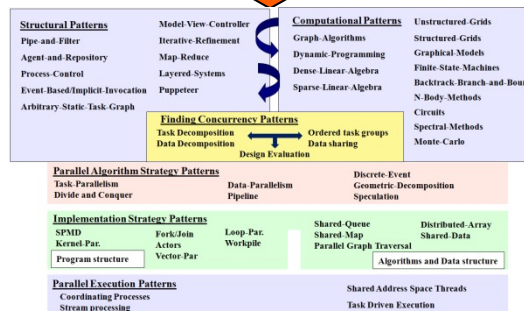 Structural Patterns
Pipe-and-Filter
Agent-and-Repository
Process-Control
Event-Based/Implicit-Invocation
Arbitrary-Static-Task-Graph
Model-View-Controller
Iterative-Refinement
Map-Reduce
Layered-Systems
Puppeteer
Computational Patterns
Graph-Algorithms
Dynamic-Programming
Dense-Linear-Algebra
Sparse-Linear-Algebra
Unstructured-Grids
Structured-Grids
Graphical-Models
Finite-State-Machines
Backtrack-Branch-and-Boun
N-Body-Methods
Circuits
Spectral-Methods
Monte-Carlo
Finding Concurrency Patterns
Task Decomposition
Data Decomposition
Ordered task groups
Data sharing
Design Evaluation
Parallel Algorithm Strategy Patterns
Task-Parallelism
Divide and Conquer
Data-Parallelism
Pipeline
Discrete-Event
Geometric-Decomposition
Speculation
Implementation Strategy Patterns
SPMD
Kernel-Par.
Program structure
Fork/Join
Actors
Vector-Par
Loop-Par.
Workpile
Shared-Queue
Shared-Map
Parallel Graph Traversal
Distributed-Array
Shared-Data
Algorithms and Data structure
Parallel Execution Patterns
Coordinating Processes
Stream processing
Shared Address Space Threads
Task Driven Execution